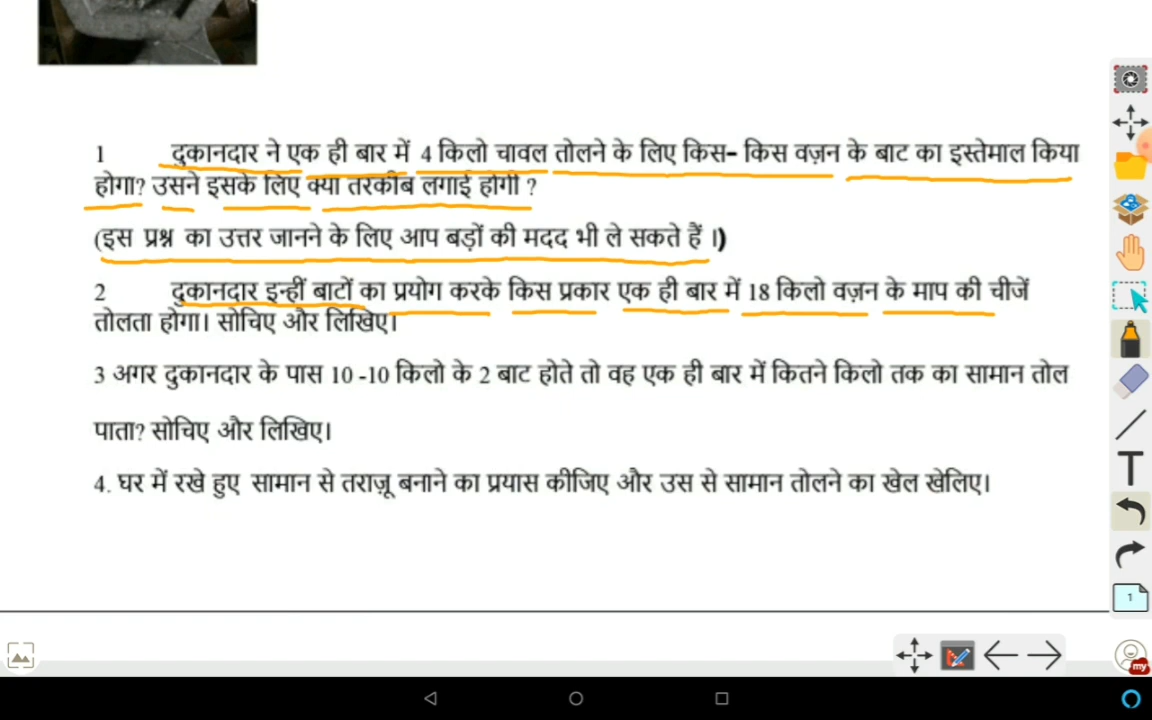 1 दुकानदार ने एक ही बार में 4 किलो चावल तोलने के लिए किस- किस वज़न के बाट का इस्तेमाल किया
होगा? उसने इसके लिए क्या तरकीब लगाई होगी ?
(इस प्रश्न का उत्तर जानने के लिए आप बड़ों की मदद भी ले सकते हैं ।)
2 दुकानदार इन्हीं बाटों का प्रयोग करके किस प्रकार एक ही बार में 18 किलो वज़न के माप की चीजें
तोलता होगा। सोचिए और लिखिए।
3 अगर दुकानदार के पास 10 -10 किलो के 2 बाट होते तो वह एक ही बार में कितने किलो तक का सामान तोल
पाता? सोचिए और लिखिए।
4. घर में रखे हुए सामान से तराज़ू बनाने का प्रयास कीजिए और उस से सामान तोलने का खेल खेलिए।
T
1
my